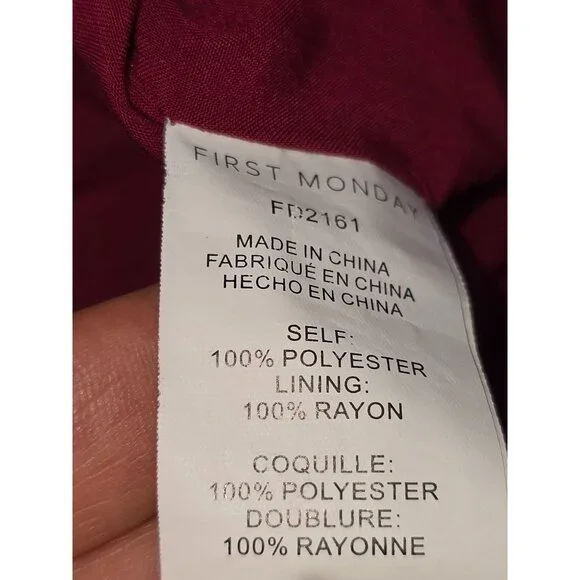 FIRST MONDAY
FD2161
MADE IN CHINA
FABRIQUÉ EN CHINA
HECHO EN CHINA
SELF:
100% POLYESTER
LINING:
100% RAYON
COQUILLE:
100% POLYESTER
DOUBLURE:
100% RAYONNE